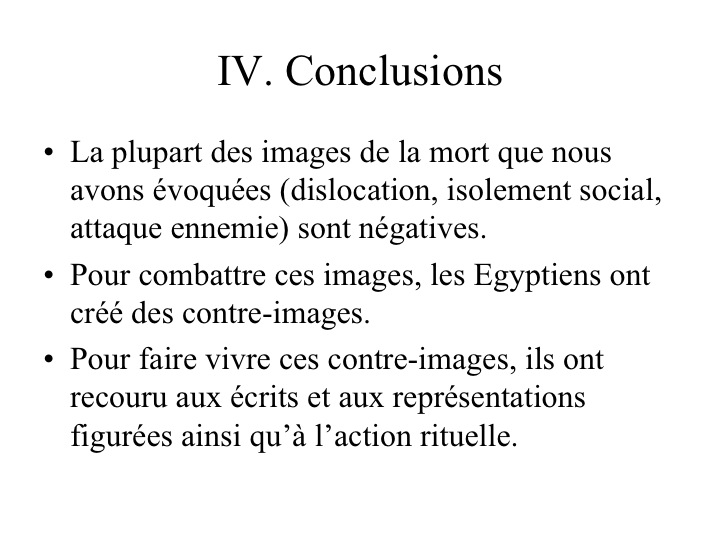 IV. Conclusions
• La plupart des images de la mort que nous
avons évoquées (dislocation, isolement social,
attaque ennemie) sont négatives.
• Pour combattre ces images, les Egyptiens ont
créé des contre-images.
• Pour faire vivre ces contre-images, ils ont
recouru aux écrits et aux représentations
figurées ainsi qu’à l’action rituelle.